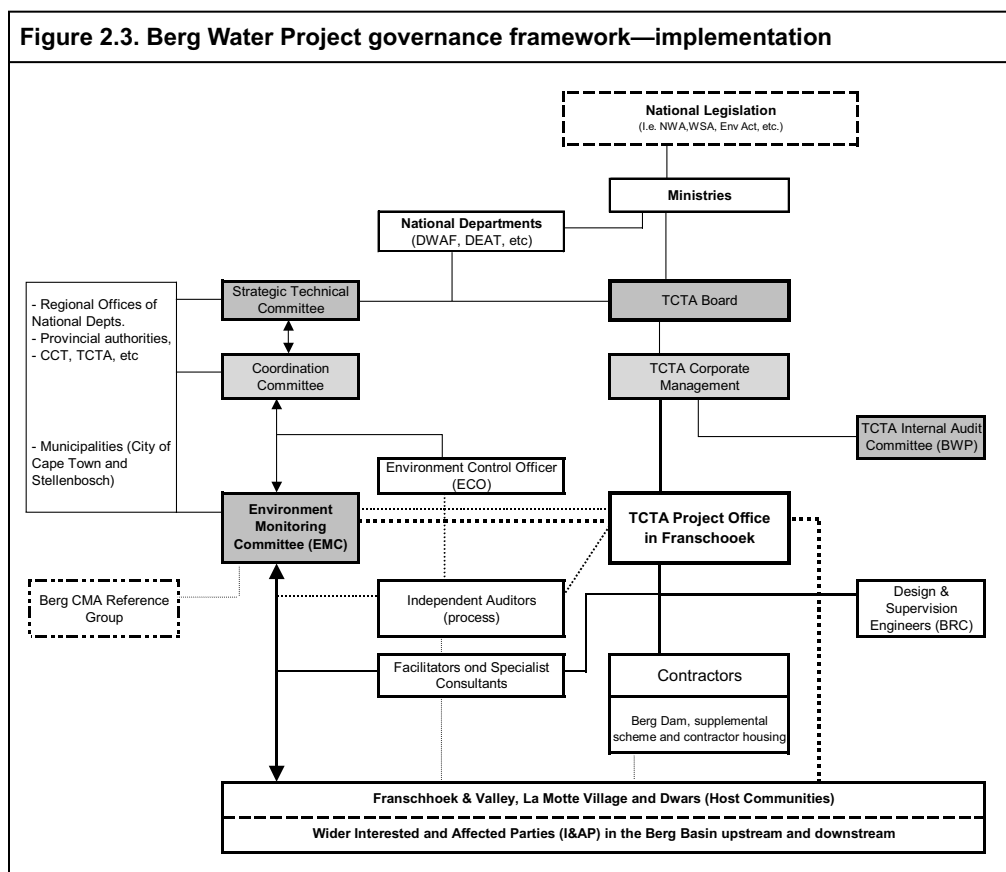 Figure 2.3. Berg Water Project governance framework—implementation
National Legislation
(I.e. NWA,WSA, Env Act, etc.)
Ministries
National Departments
(DWAF, DEAT, etc)
Strategic Technical
Committee
TCTA Board
- Regional Offices of
National Depts.
- Provincial authorities,
- CCT, TCTA, etc
Coordination
Committee
TCTA Corporate
Management
TCTA Internal Audit
Committee (BWP)
- Municipalities (City of
Cape Town and
Stellenbosch)
Environment Control Officer
(ECO)
Environment
Monitoring
Committee (EMC)
TCTA Project Office
in Franschooek
Berg CMA Reference
Group
Independent Auditors
(process)
Design &
Supervision
Engineers (BRC)
Facilitators ond Specialist
Consultants
Contractors
Berg Dam, supplemental
scheme and contractor housing
Franschhoek & Valley, La Motte Village and Dwars (Host Communities)
Wider Interested and Affected Parties (I&AP) in the Berg Basin upstream and downstream